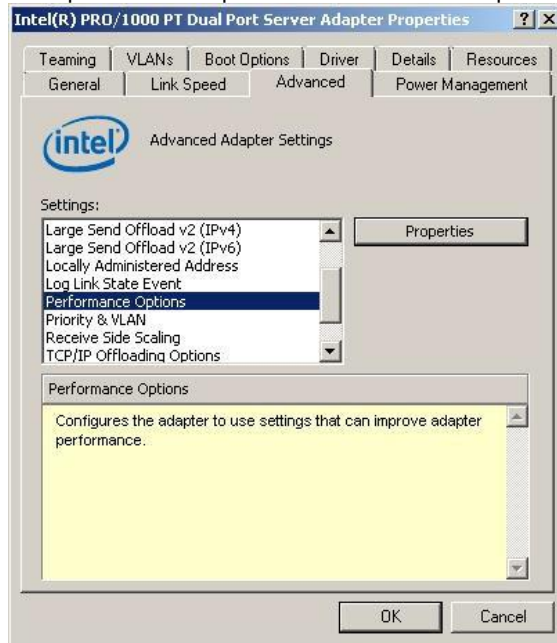 Intel(R) PRO/1000 PT Dual Port Server Adapter Properties
Teaming VLANs Boot Options Driver Details Resources
General Link Speed Advanced Power Management
intel Advanced Adapter Settings
Settings:
Large Send Offload v2 (IPv4)
Large Send Offload v2 (IPv6)
Locally Administered Address
Log Link State Event
Performance Options
Priority & VLAN
Receive Side Scaling
TCP/IP Offloading Options
Properties
Performance Options
Configures the adapter to use settings that can improve adapter
performance.
OK Cancel